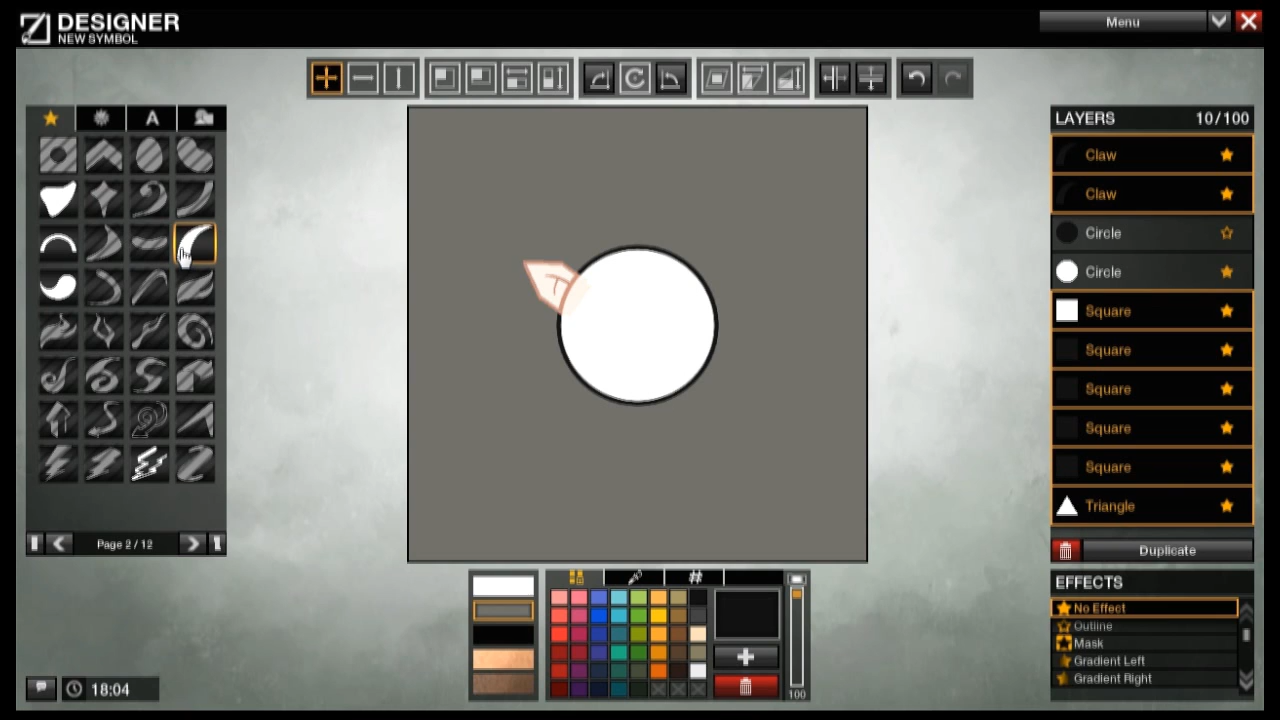 DESIGNER
NEW SYMBOL
Menu
A
LAYERS 10/100
Claw
Claw
Circle
Circle
Square
Square
Square
Square
Square
Triangle
Duplicate
Page 2 / 12
EFFECTS
No Effect
Outline
Mask
Gradient Left
Gradient Right
#
100
18:04